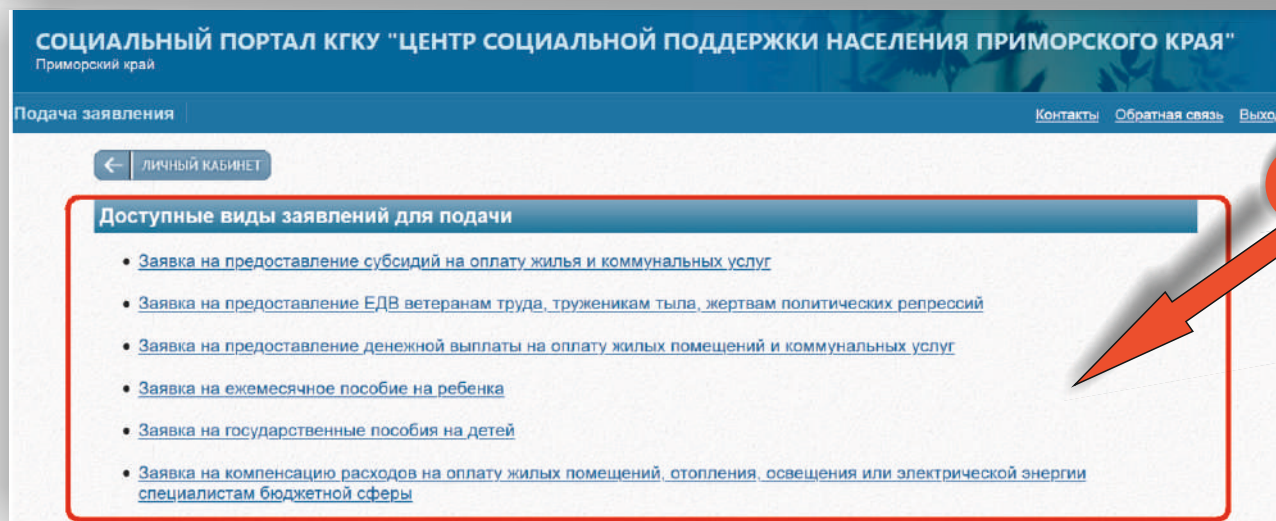 СОЦИАЛЬНЫЙ ПОРТАЛ КГКУ "ЦЕНТР СОЦИАЛЬНОЙ ПОДДЕРЖКИ НАСЕЛЕНИЯ ПРИМОРСКОГО КРАЯ"
Приморский край
Подача заявления
Контакты Обратная связь Выход
ЛИЧНЫЙ КАБИНЕТ
Доступные виды заявлений для подачи
• Заявка на предоставление субсидий на оплату жилья и коммунальных услуг
• Заявка на предоставление ЕДВ ветеранам труда, труженикам тыла, жертвам политических репрессий
• Заявка на предоставление денежной выплаты на оплату жилых помещений и коммунальных услуг
• Заявка на ежемесячное пособие на ребенка
• Заявка на государственные пособия на детей
• Заявка на компенсацию расходов на оплату жилых помещений, отопления, освещения или электрической энергии
специалистам бюджетной сферы